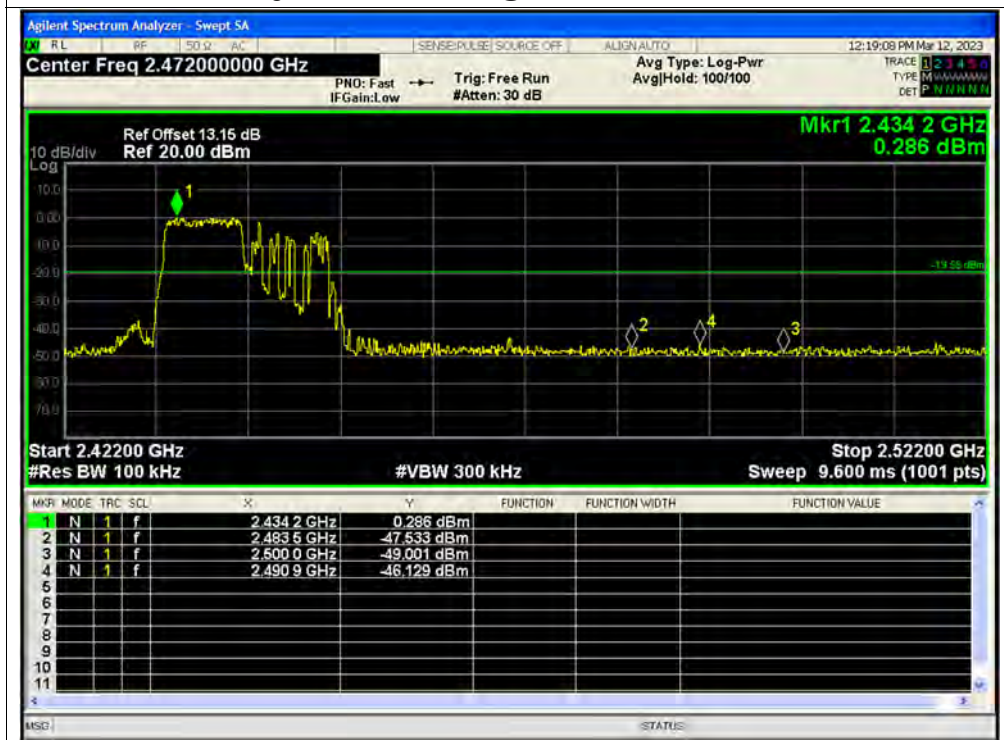 Agilent Spectrum Analyzer - Swept SA
RL RF 50 Ω AC SENSE:PULSE SOURCE OFF ALIGN AUTO 12:19:08 PM Mar 12, 2023
Center Freq 2.472000000 GHz
PNO: Fast
IFGain:Low
Trig: Free Run
#Atten: 30 dB
Avg Type: Log-Pwr
Avg|Hold: 100/100
TRACE 1 2 3 4 5 6
TYPE M
DET P N N N N N
Mkr1 2.434 2 GHz
0.286 dBm
Ref Offset 13.15 dB
10 dB/div Ref 20.00 dBm
Log
10.0
0.00
-10.0
-20.0
-30.0
-40.0
-50.0
-60.0
-70.0
1
2
4
3
-19.55 dBm
Start 2.42200 GHz Stop 2.52200 GHz
#Res BW 100 kHz #VBW 300 kHz Sweep 9.600 ms (1001 pts)
MKR MODE TRC SCL X Y FUNCTION FUNCTION WIDTH FUNCTION VALUE
1 N 1 f 2.434 2 GHz 0.286 dBm
2 N 1 f 2.483 5 GHz -47.533 dBm
3 N 1 f 2.500 0 GHz -49.001 dBm
4 N 1 f 2.490 9 GHz -46.129 dBm
5
6
7
8
9
10
11
MSG STATUS